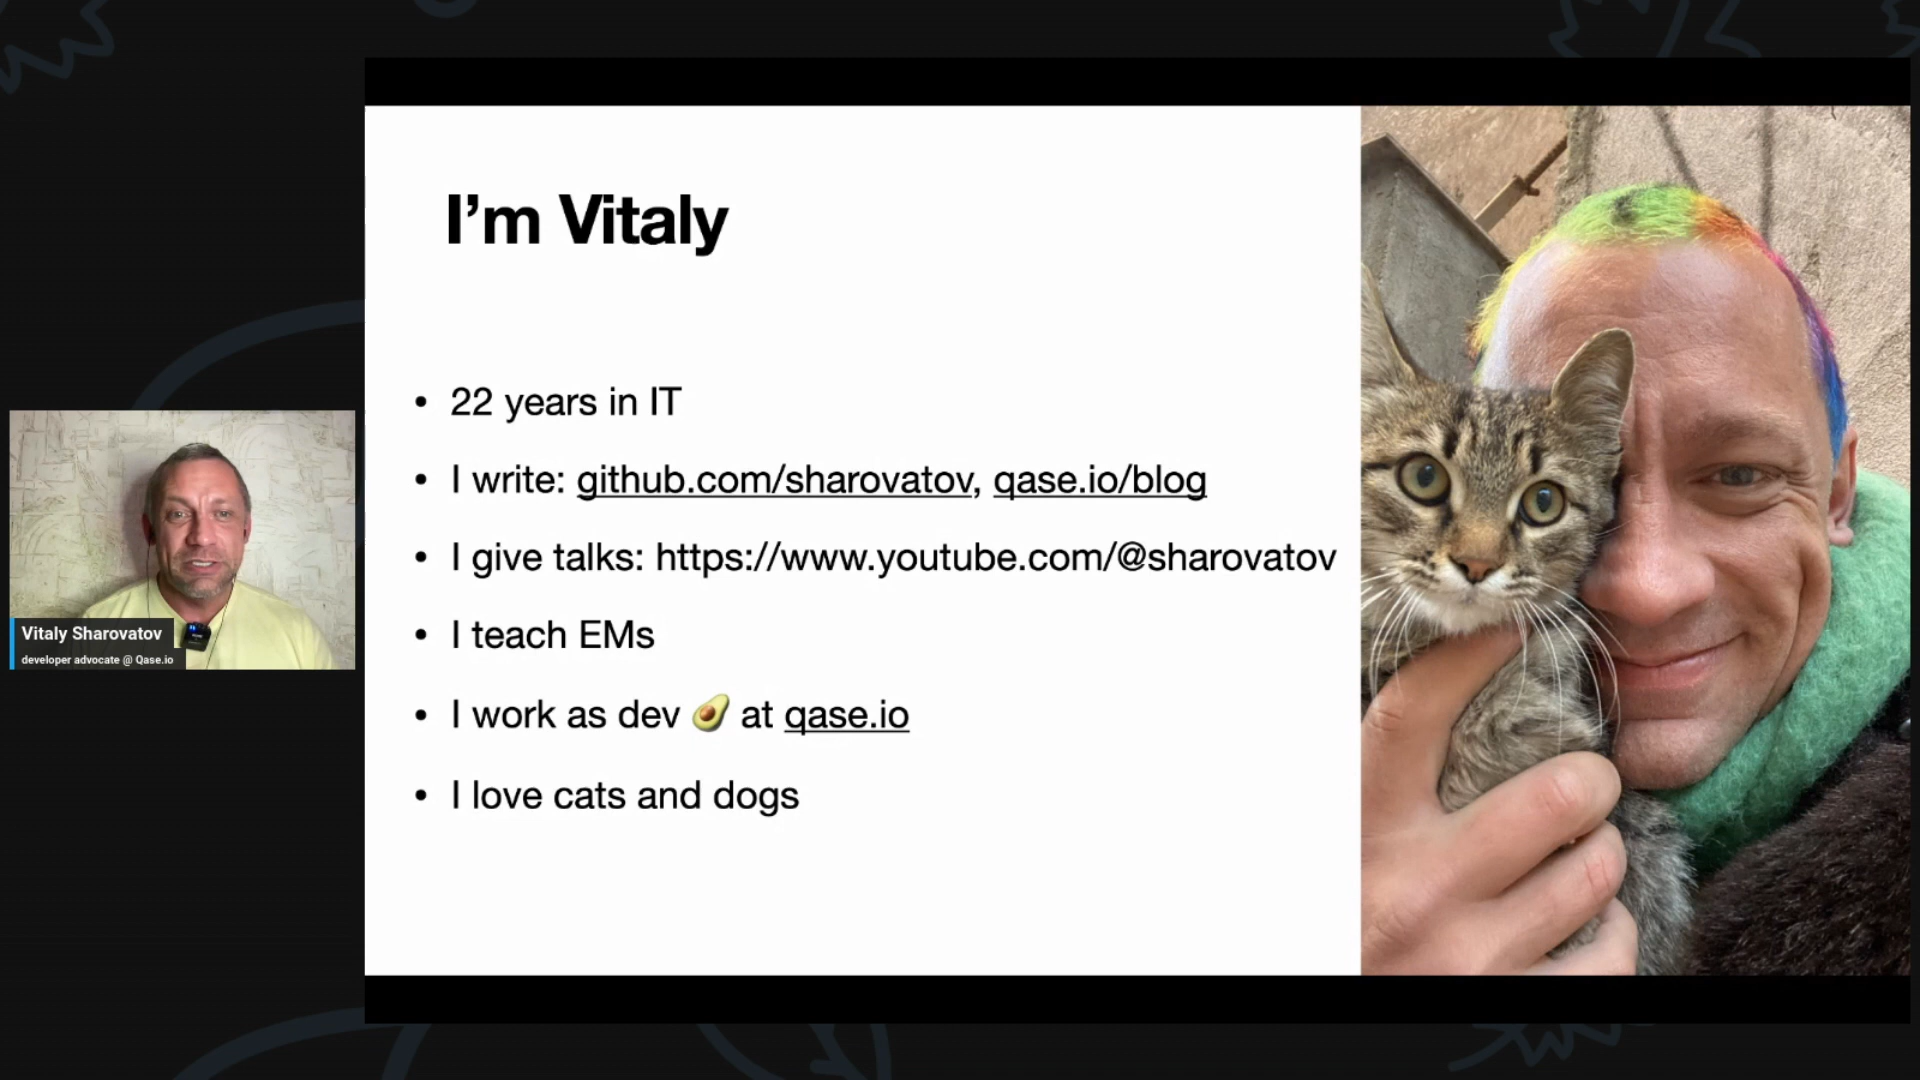 I’m Vitaly
• 22 years in IT
• I write: github.com/sharovatov, qase.io/blog
• I give talks: https://www.youtube.com/@sharovatov
• I teach EMs
• I work as dev 🥑 at qase.io
• I love cats and dogs
Vitaly Sharovatov
developer advocate @ Qase.io